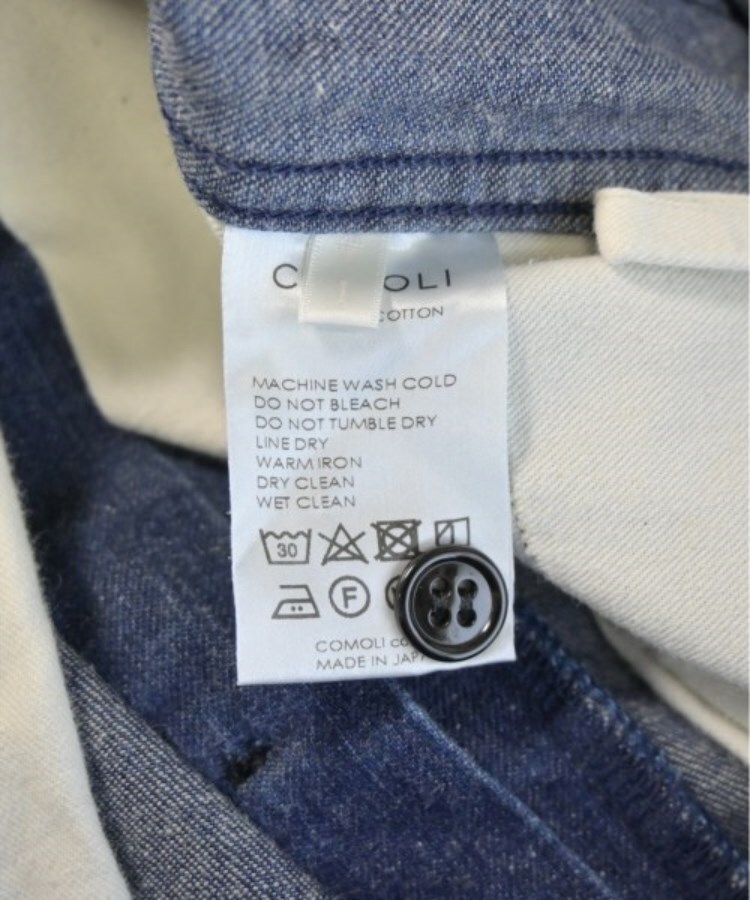 C OLI
COTTON
MACHINE WASH COLD
DO NOT BLEACH
DO NOT TUMBLE DRY
LINE DRY
WARM IRON
DRY CLEAN
WET CLEAN
30
F
COMOLI
MADE IN JAP